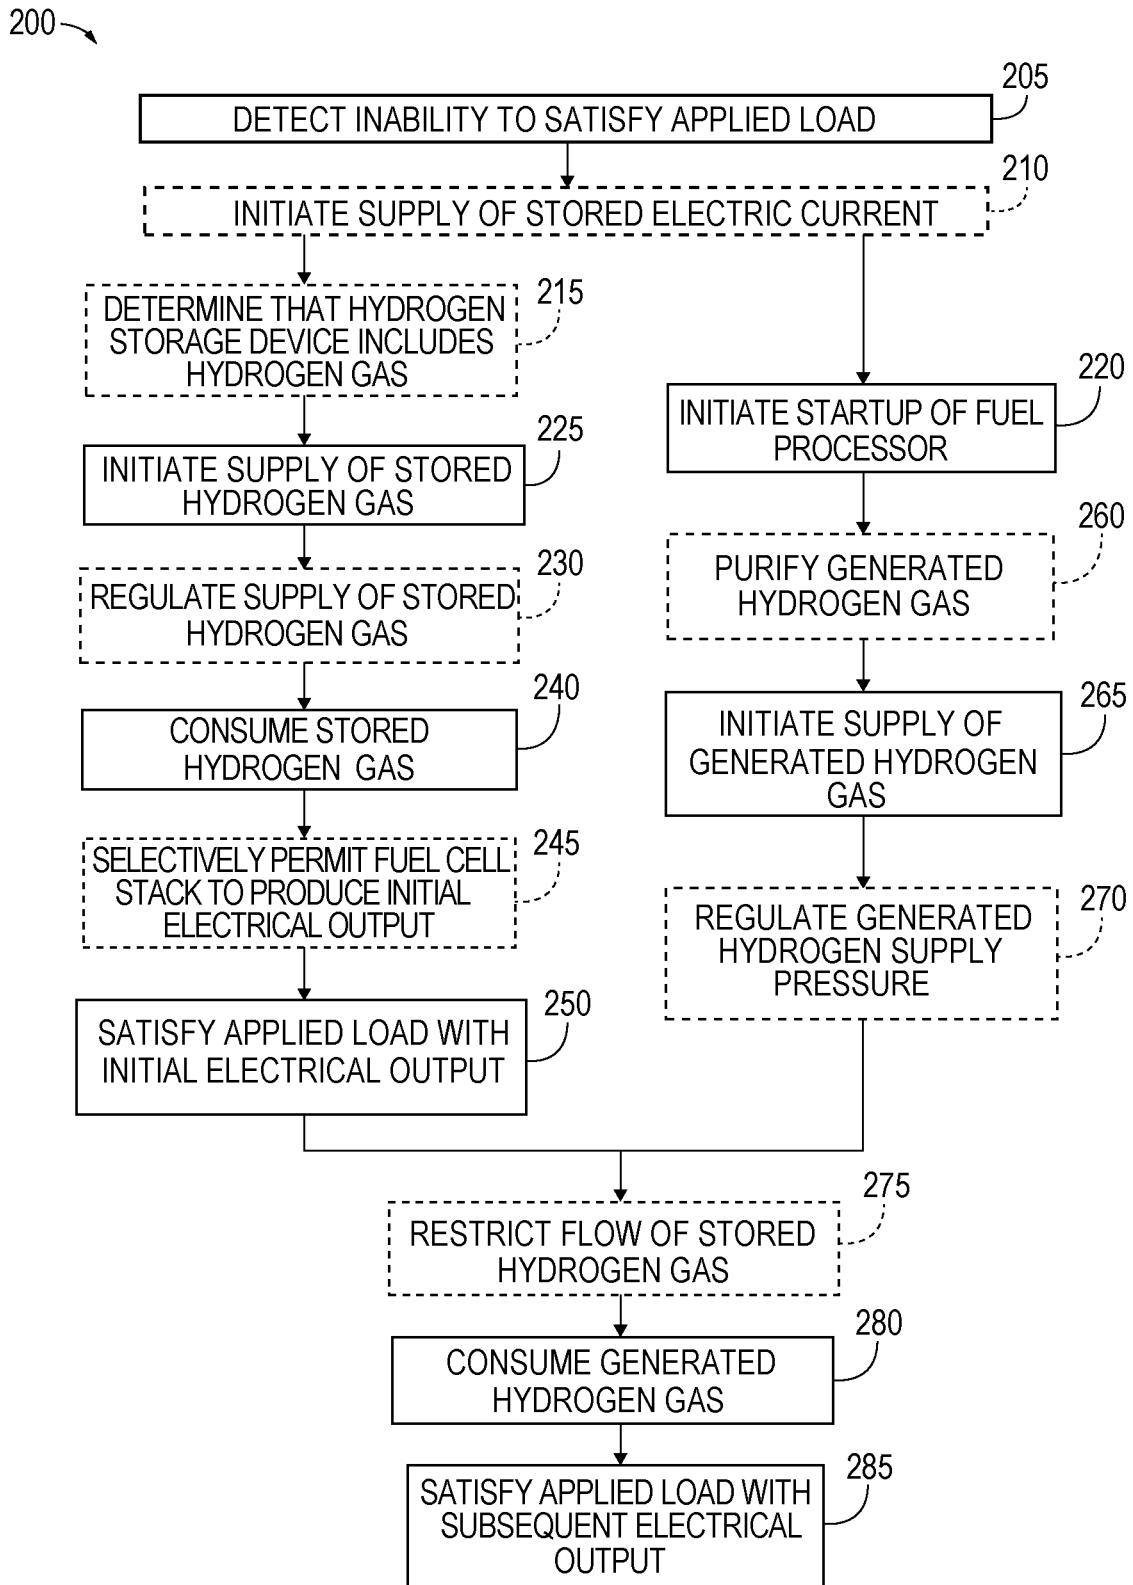 200
205
DETECT INABILITY TO SATISFY APPLIED LOAD
210
INITIATE SUPPLY OF STORED ELECTRIC CURRENT
215
DETERMINE THAT HYDROGEN
STORAGE DEVICE INCLUDES
HYDROGEN GAS
220
INITIATE STARTUP OF FUEL
PROCESSOR
225
INITIATE SUPPLY OF STORED
HYDROGEN GAS
260
PURIFY GENERATED
HYDROGEN GAS
230
REGULATE SUPPLY OF STORED
HYDROGEN GAS
240
CONSUME STORED
HYDROGEN GAS
265
INITIATE SUPPLY OF
GENERATED HYDROGEN
GAS
245
SELECTIVELY PERMIT FUEL CELL
STACK TO PRODUCE INITIAL
ELECTRICAL OUTPUT
270
REGULATE GENERATED
HYDROGEN SUPPLY
PRESSURE
250
SATISFY APPLIED LOAD WITH
INITIAL ELECTRICAL OUTPUT
275
RESTRICT FLOW OF STORED
HYDROGEN GAS
280
CONSUME GENERATED
HYDROGEN GAS
285
SATISFY APPLIED LOAD WITH
SUBSEQUENT ELECTRICAL
OUTPUT